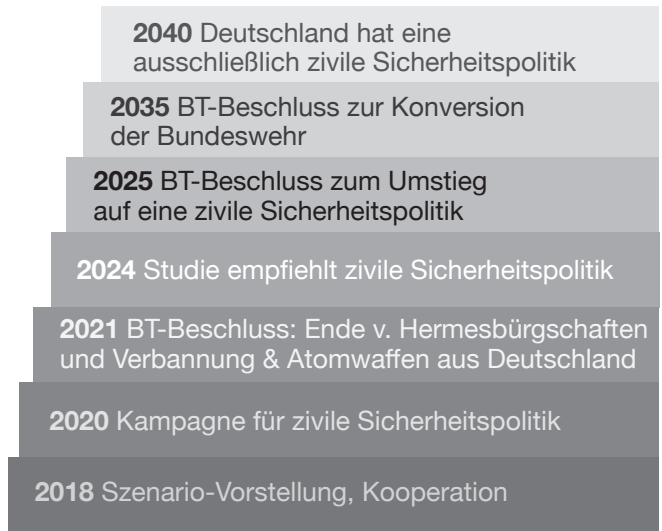 2040 Deutschland hat eine
ausschließlich zivile Sicherheitspolitik
2035 BT-Beschluss zur Konversion
der Bundeswehr
2025 BT-Beschluss zum Umstieg
auf eine zivile Sicherheitspolitik
2024 Studie empfiehlt zivile Sicherheitspolitik
2021 BT-Beschluss: Ende v. Hermesbürgschaften
und Verbannung & Atomwaffen aus Deutschland
2020 Kampagne für zivile Sicherheitspolitik
2018 Szenario-Vorstellung, Kooperation